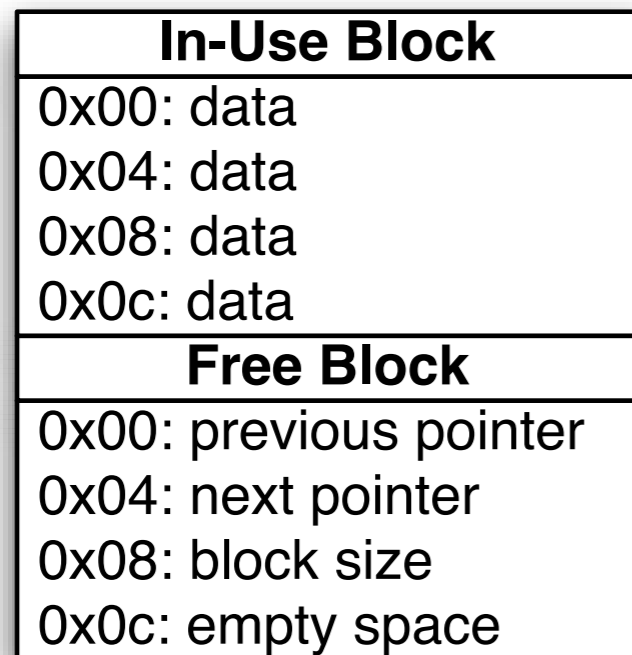 In-Use Block
0x00: data
0x04: data
0x08: data
0x0c: data
Free Block
0x00: previous pointer
0x04: next pointer
0x08: block size
0x0c: empty space